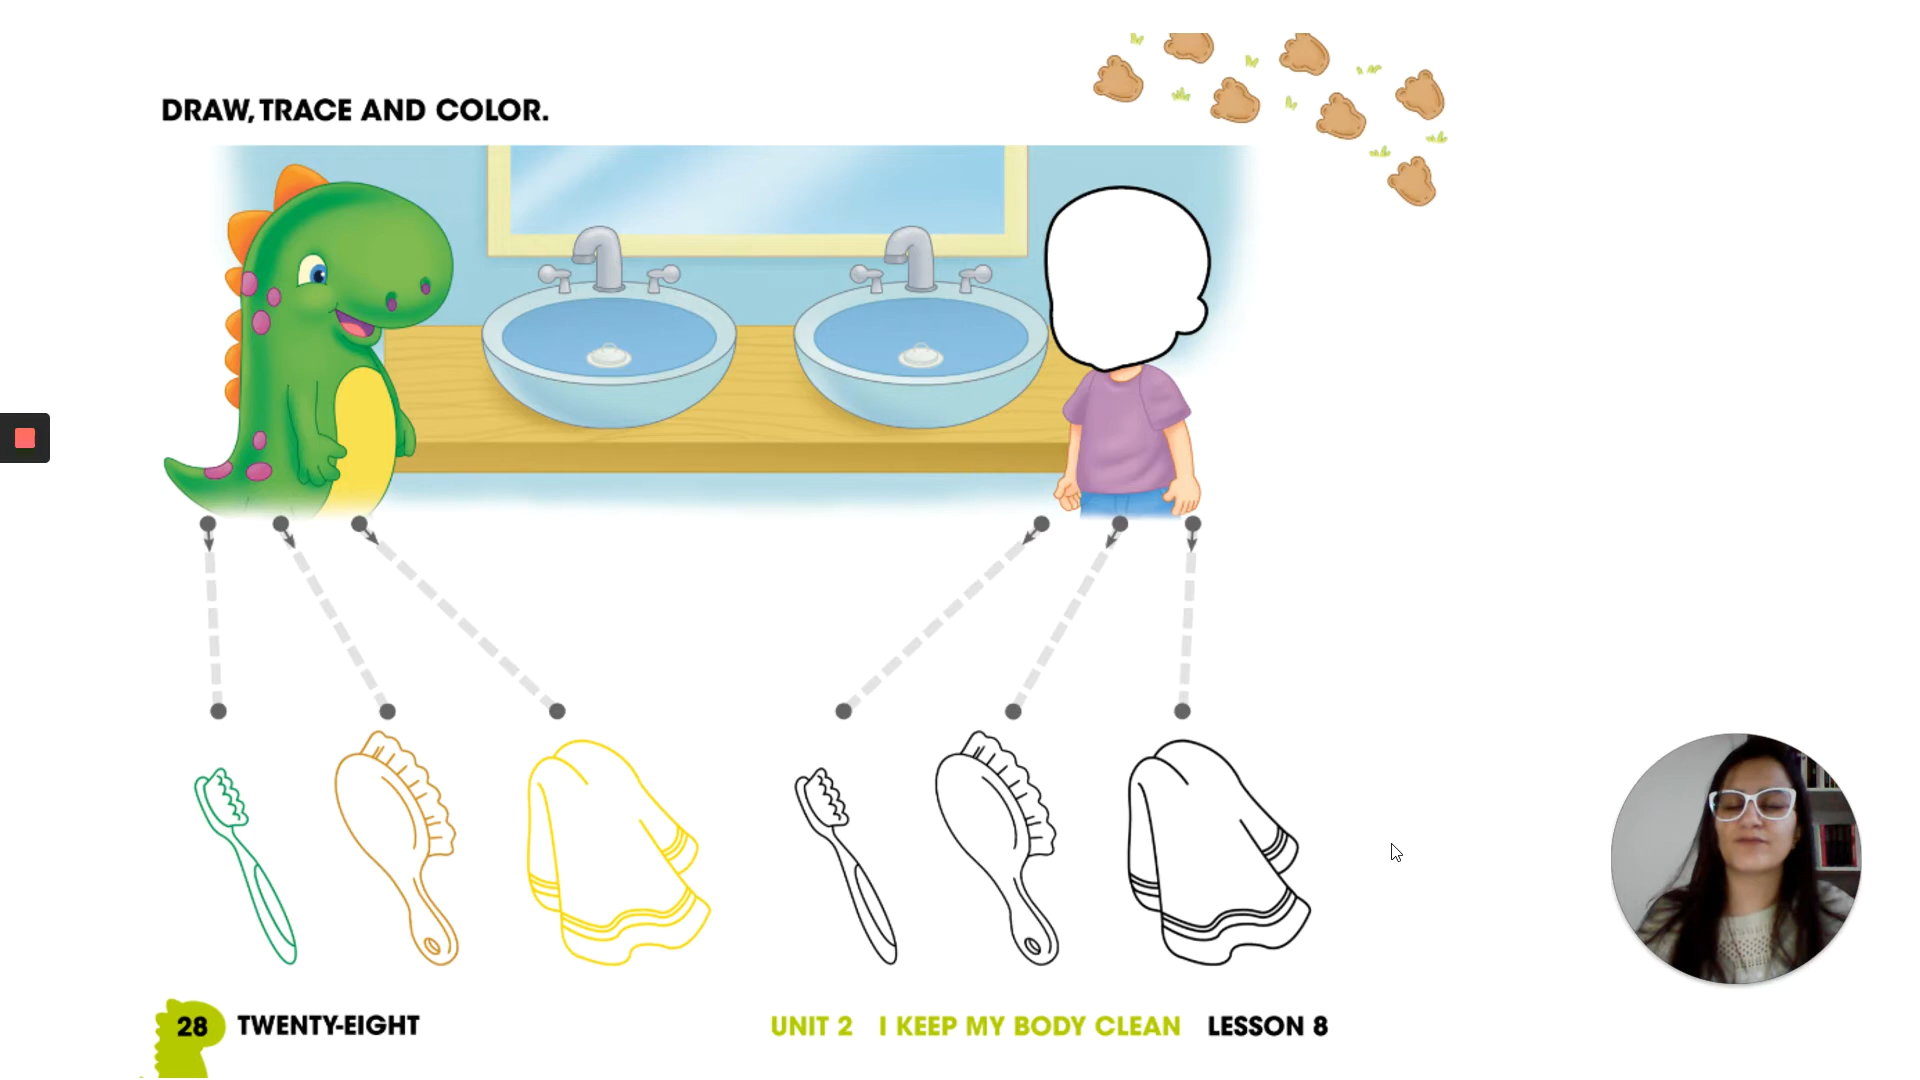 DRAW, TRACE AND COLOR.
28 TWENTY-EIGHT
UNIT 2 I KEEP MY BODY CLEAN LESSON 8